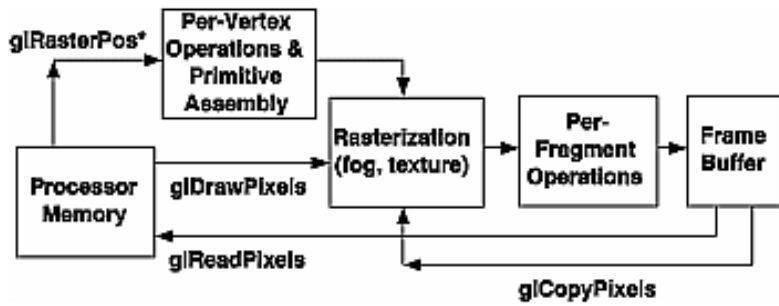 glRasterPos*
Per-Vertex
Operations &
Primitive
Assembly
Processor
Memory
glDrawPixels
Rasterization
(fog, texture)
Per-
Fragment
Operations
Frame
Buffer
glReadPixels
glCopyPixels